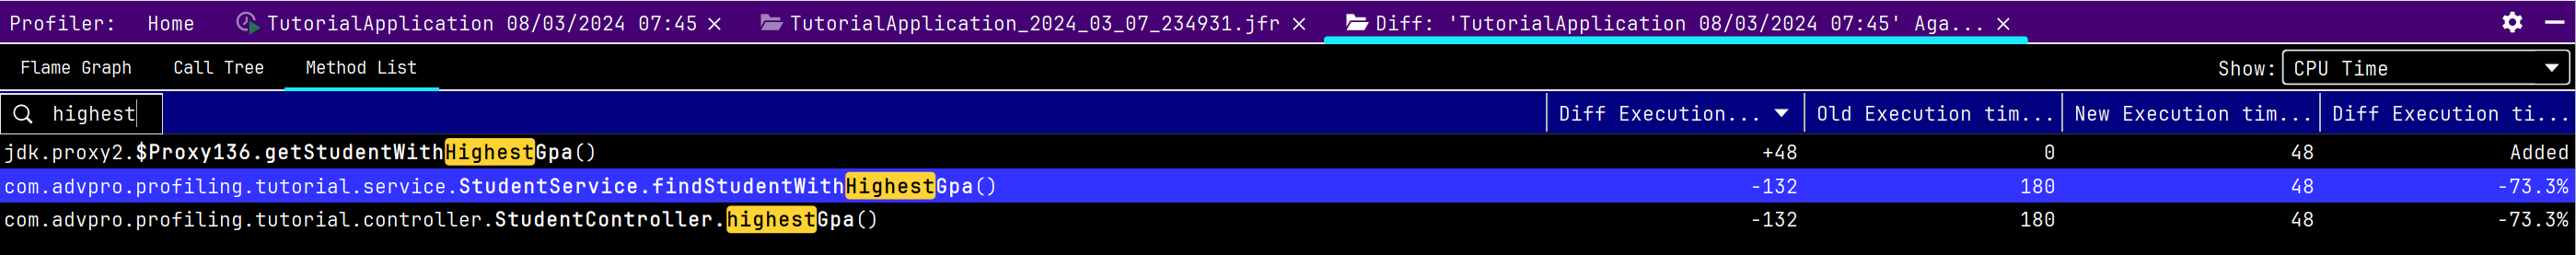 Profiler: Home TutorialApplication 08/03/2024 07:45 × TutorialApplication_2024_03_07_234931.jfr × Diff: 'TutorialApplication 08/03/2024 07:45' Aga... ×
Flame Graph Call Tree Method List Show: CPU Time
highest Diff Execution... Old Execution tim... New Execution tim... Diff Execution ti...
jdk.proxy2.$Proxy136.getStudentWithHighestGpa() +48 0 48 Added
com.advpro.profiling.tutorial.service.StudentService.findStudentWithHighestGpa() -132 180 48 -73.3%
com.advpro.profiling.tutorial.controller.StudentController.highestGpa() -132 180 48 -73.3%